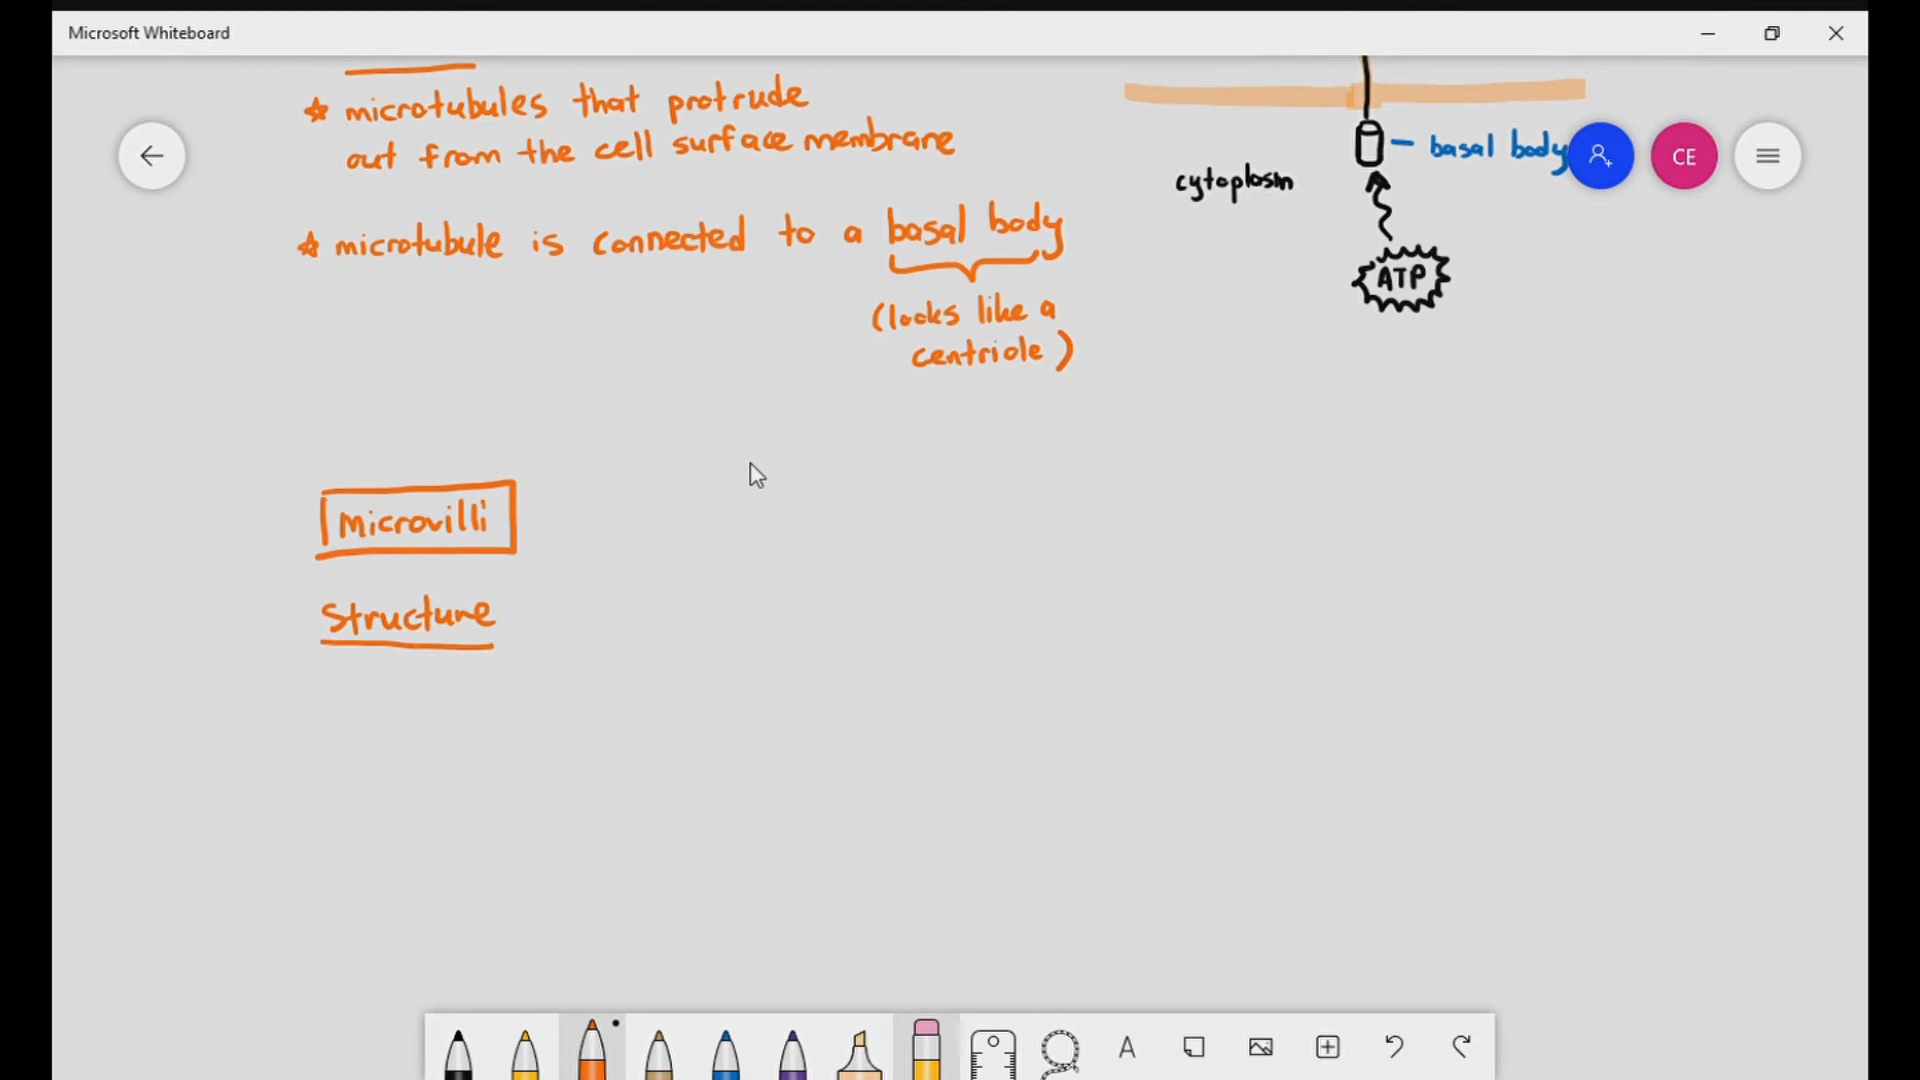 Microsoft Whiteboard
☆ microtubules that protrude
out from the cell surface membrane
☆ microtubule is connected to a basal body
(looks like a
centriole)
basal body
CE
cytoplasm
ATP
Microvilli
Structure
A